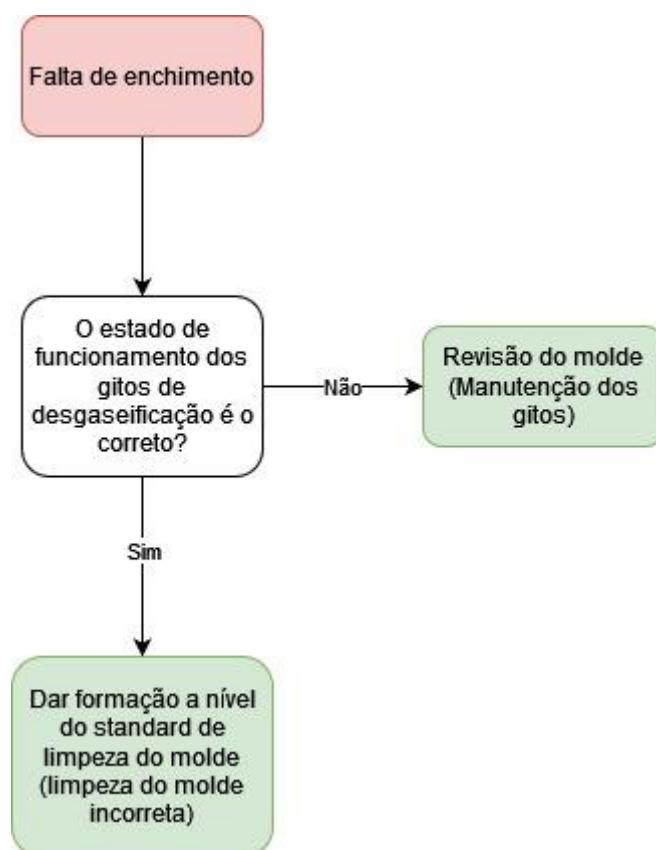 Falta de enchimento
O estado de
funcionamento dos
gitos de
desgaseificação é o
correto?
Não
Revisão do molde
(Manutenção dos
gitos)
Sim
Dar formação a nível
do standard de
limpeza do molde
(limpeza do molde
incorreta)